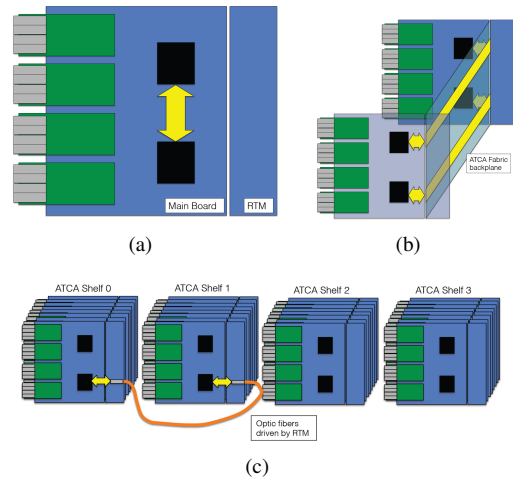 Main Board
RTM
ATCA Fabric
backplane
(a)
(b)
ATCA Shelf 0
ATCA Shelf 1
ATCA Shelf 2
ATCA Shelf 3
Optic fibers
driven by RTM
(c)